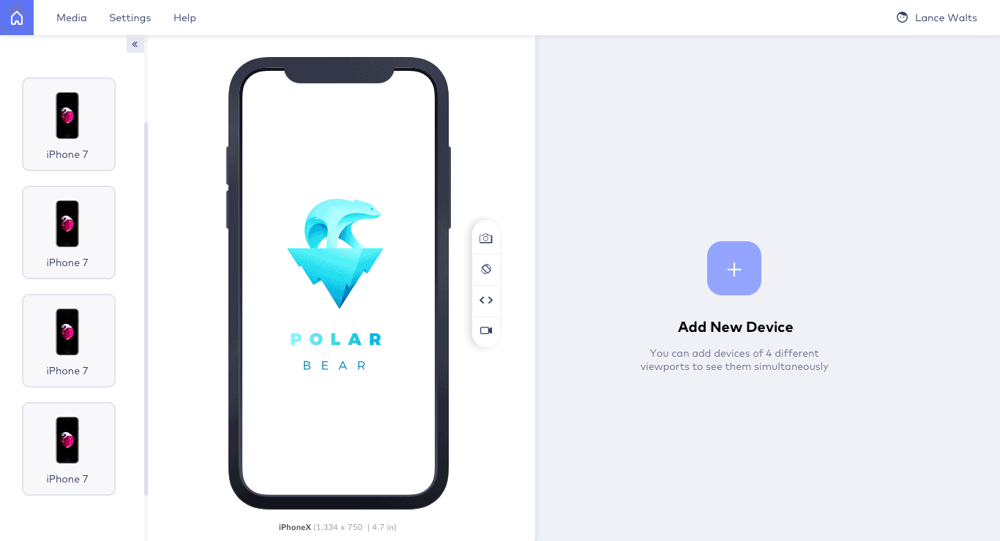 Media Settings Help Lance Walts
iPhone 7
iPhone 7
iPhone 7
iPhone 7
POLAR
BEAR
iPhoneX (1,334 x 750 | 4.7 in)
Add New Device
You can add devices of 4 different
viewports to see them simultaneously